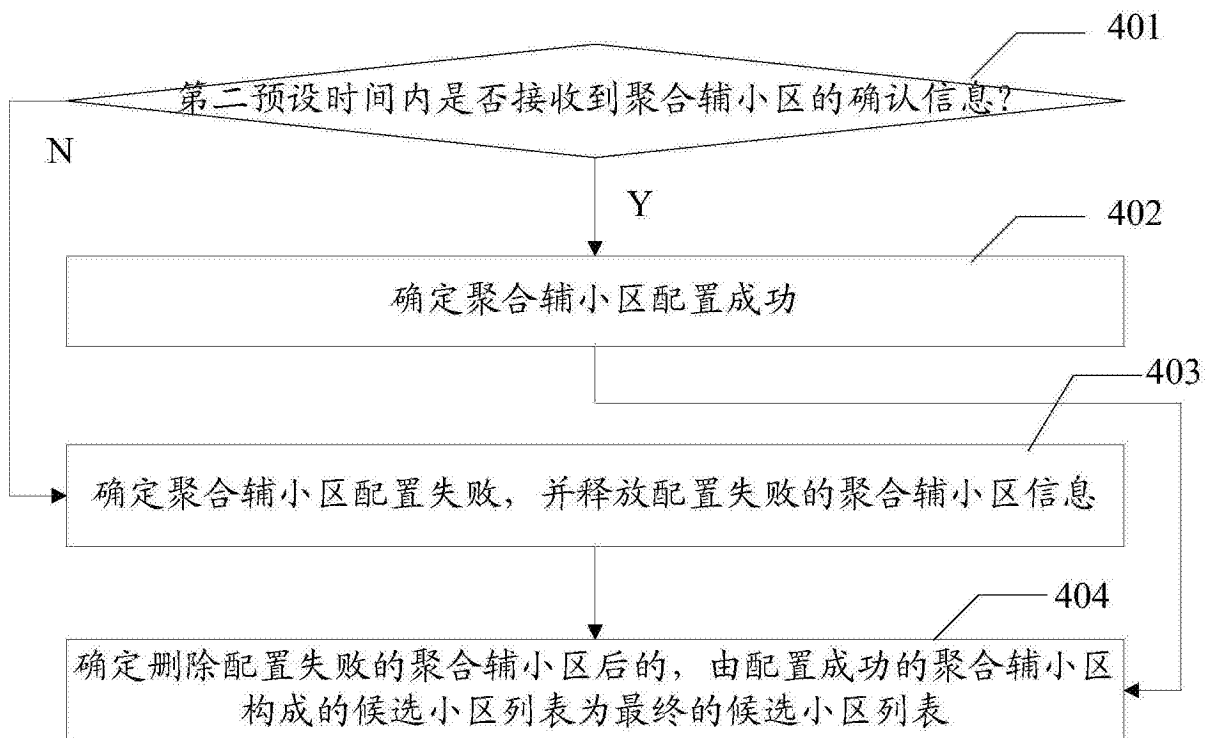 401
第二预设时间内是否接收到聚合辅小区的确认信息?
N
Y
402
确定聚合辅小区配置成功
403
确定聚合辅小区配置失败，并释放配置失败的聚合辅小区信息
404
确定删除配置失败的聚合辅小区后的，由配置成功的聚合辅小区
构成的候选小区列表为最终的候选小区列表